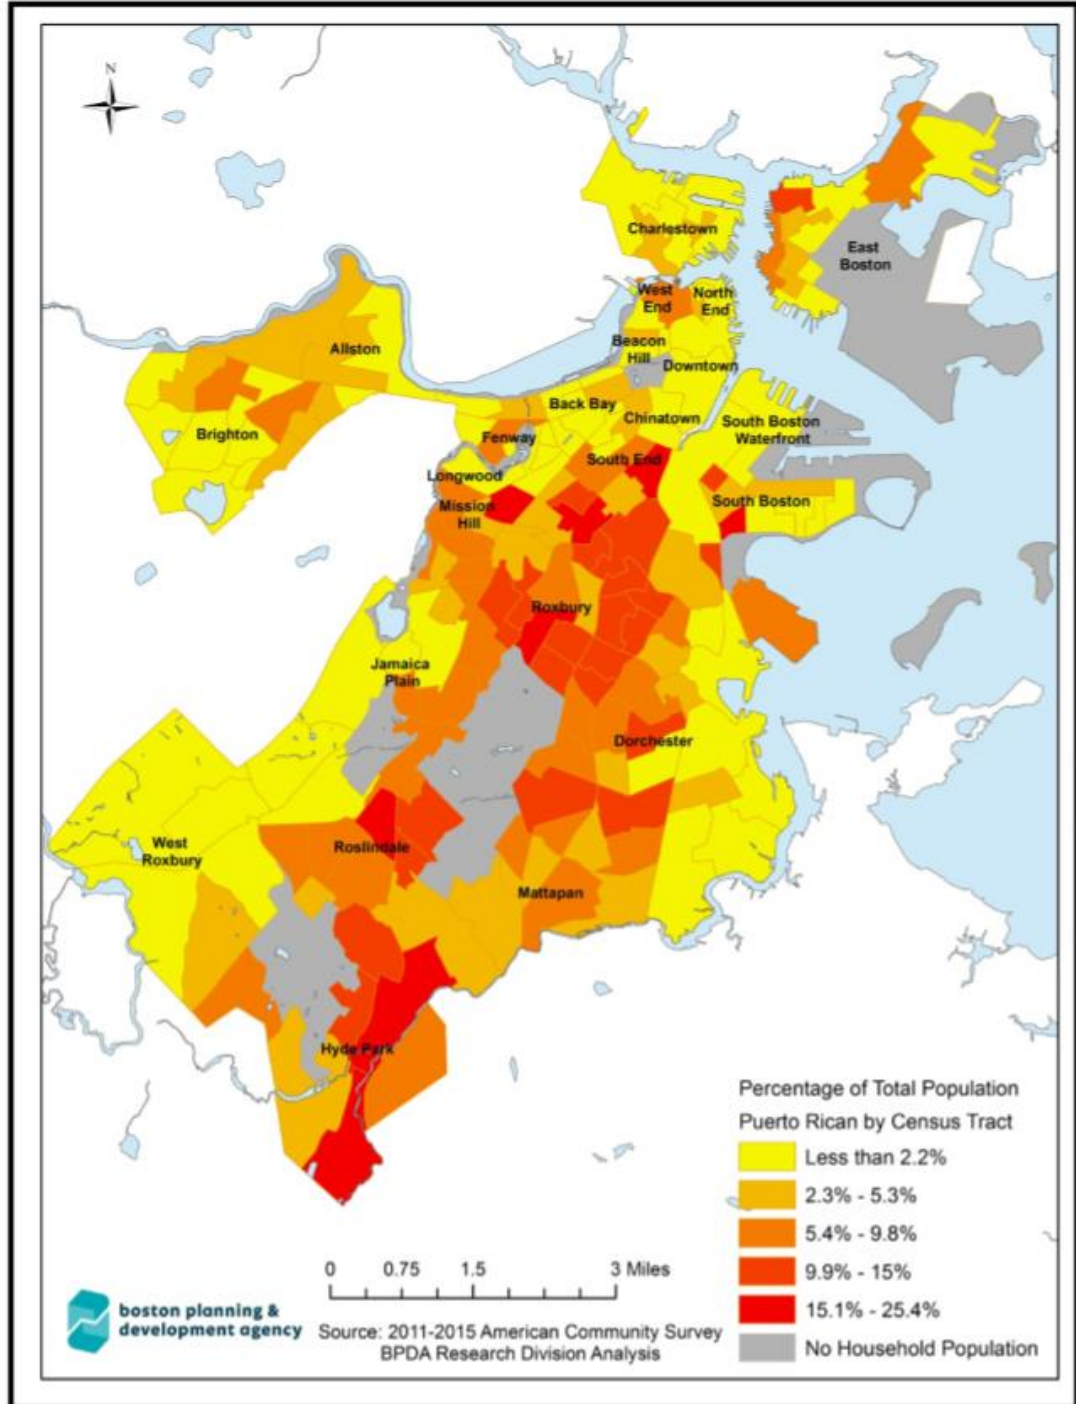 N
Charlestown
East
Boston
West
End
North
End
Beacon
Hill
Downtown
Allston
Back Bay
Chinatown
South Boston
Waterfront
Brighton
Fenway
South End
Longwood
South Boston
Mission
Hill
Roxbury
Jamaica
Plain
Dorchester
West
Roxbury
Roslindale
Mattapan
Hyde Park
Percentage of Total Population
Puerto Rican by Census Tract
Less than 2.2%
2.3% - 5.3%
5.4% - 9.8%
9.9% - 15%
15.1% - 25.4%
No Household Population
0 0.75 1.5 3 Miles
boston planning &
development agency
Source: 2011-2015 American Community Survey
BPDA Research Division Analysis